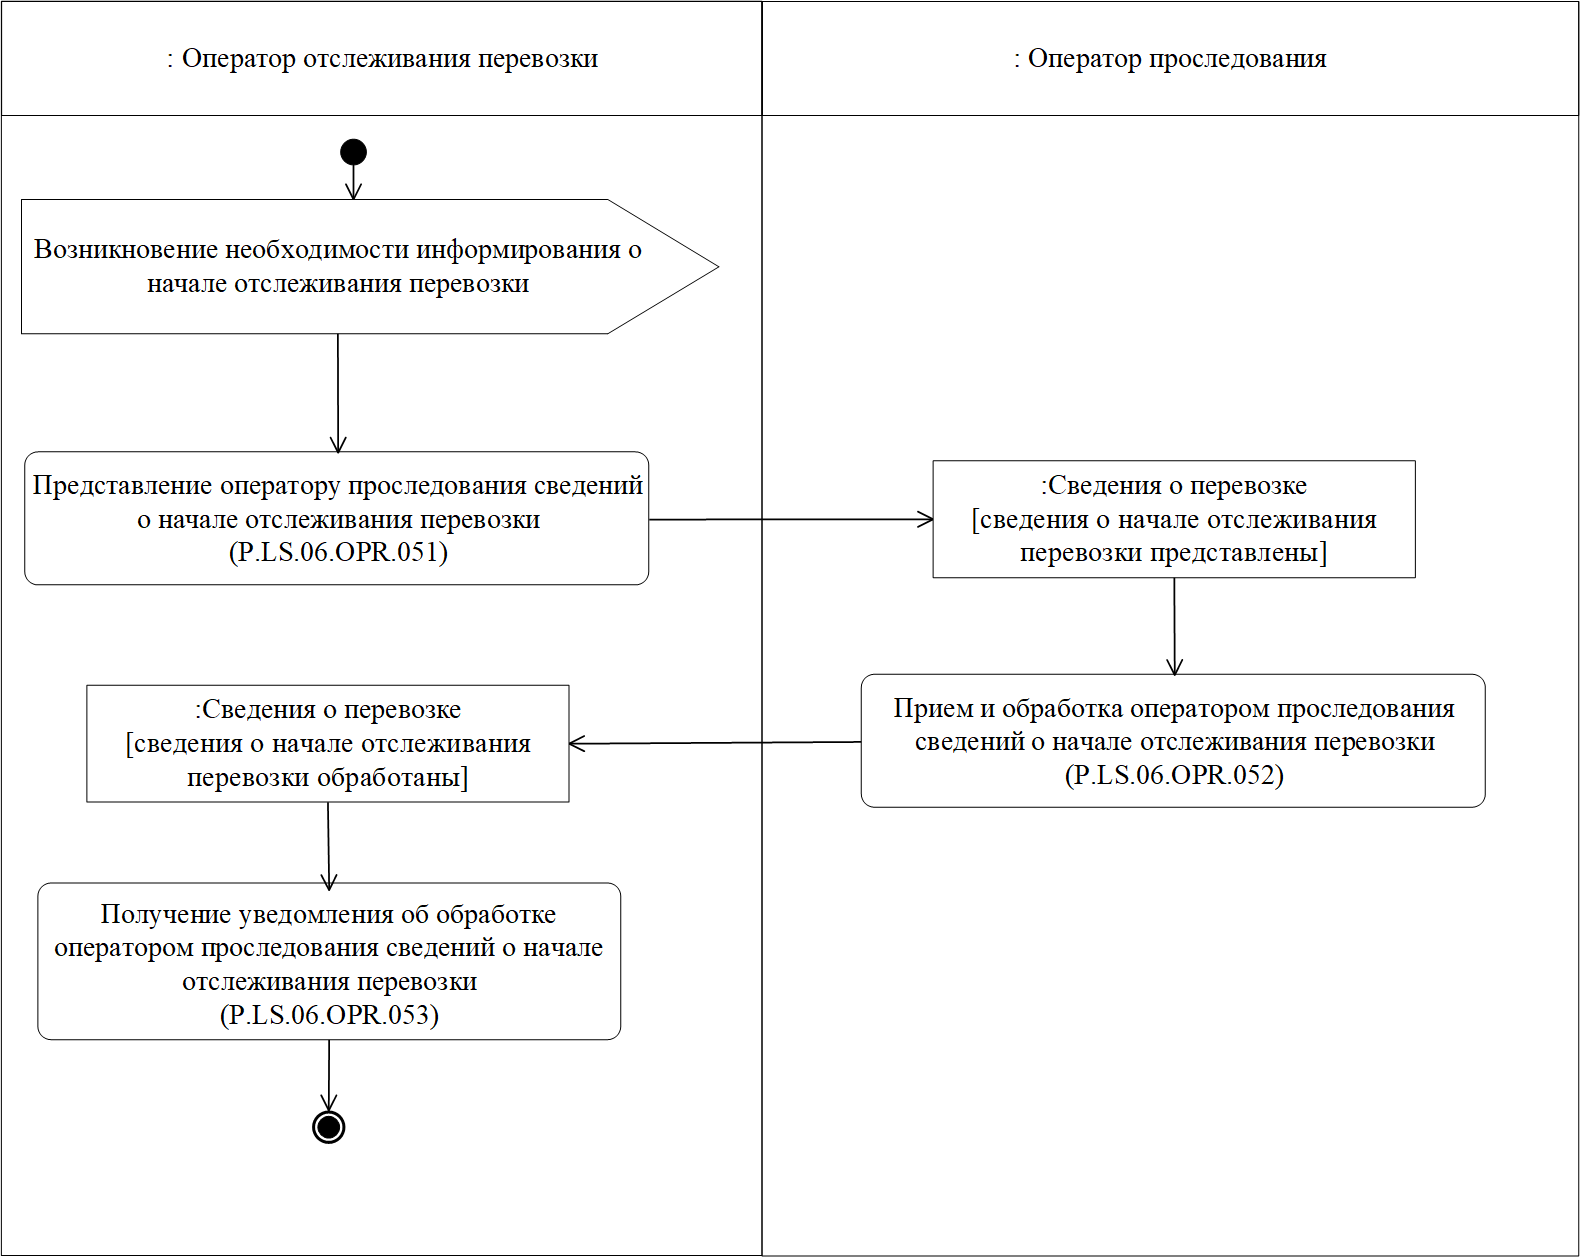 : Оператор отслеживания перевозки
: Оператор проследования
Возникновение необходимости информирования о
начале отслеживания перевозки
Представление оператору проследования сведений
о начале отслеживания перевозки
(P.LS.06.OPR.051)
:Сведения о перевозке
[сведения о начале отслеживания
перевозки представлены]
Прием и обработка оператором проследования
сведений о начале отслеживания перевозки
(P.LS.06.OPR.052)
:Сведения о перевозке
[сведения о начале отслеживания
перевозки обработаны]
Получение уведомления об обработке
оператором проследования сведений о начале
отслеживания перевозки
(P.LS.06.OPR.053)